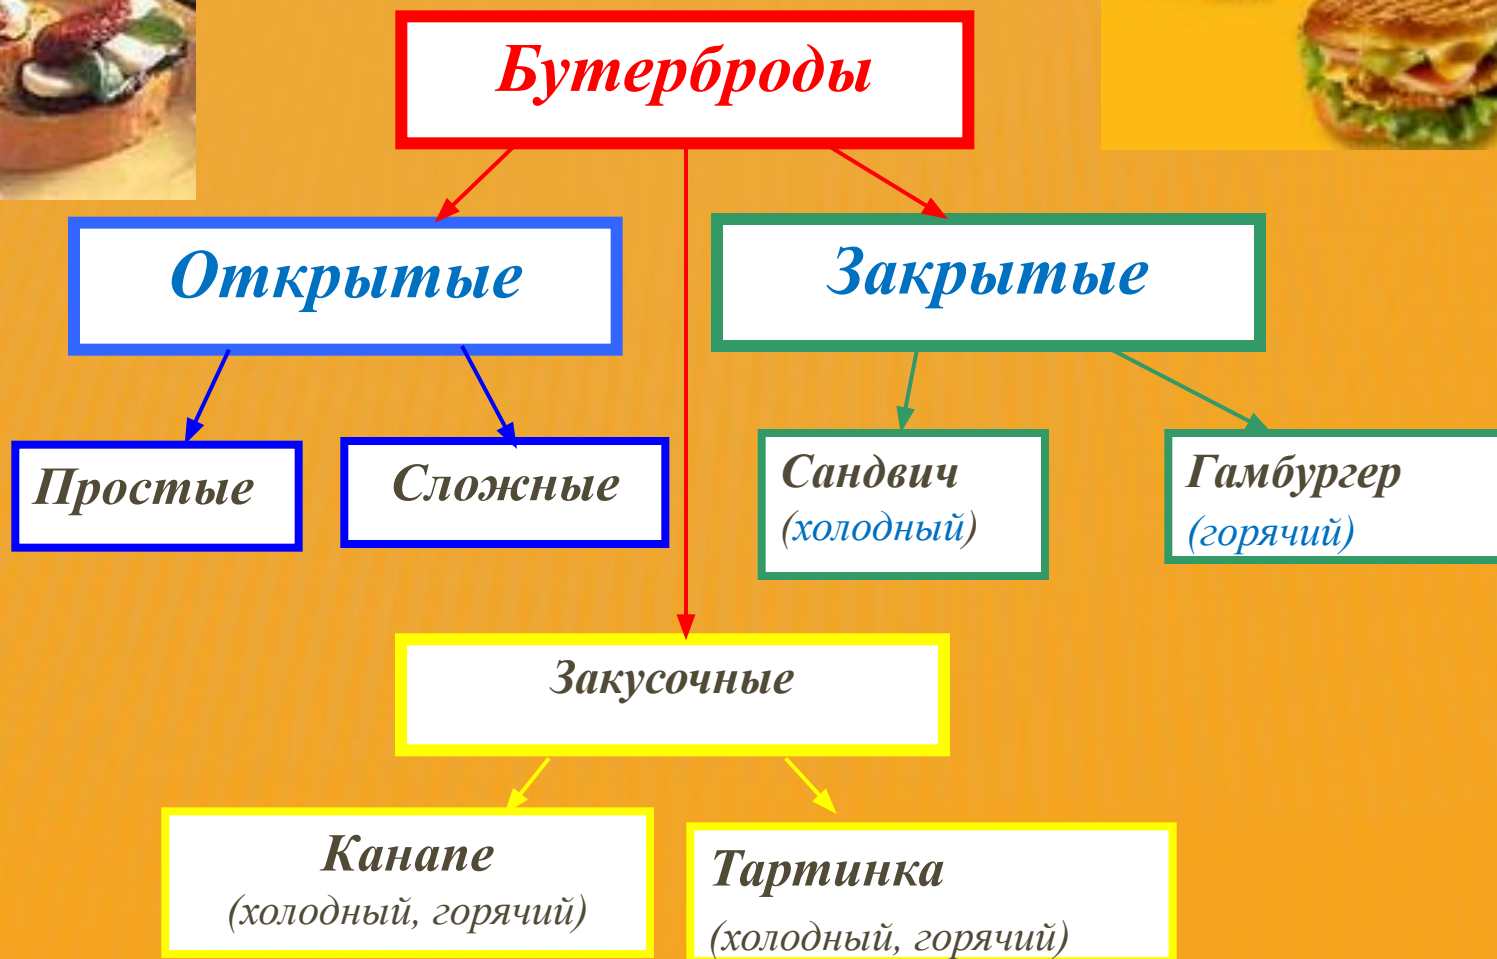 Бутерброды
Открытые
Закрытые
Простые
Сложные
Сандвич
(холодный)
Гамбургер
(горячий)
Закусочные
Канапе
(холодный, горячий)
Тартинка
(холодный, горячий)